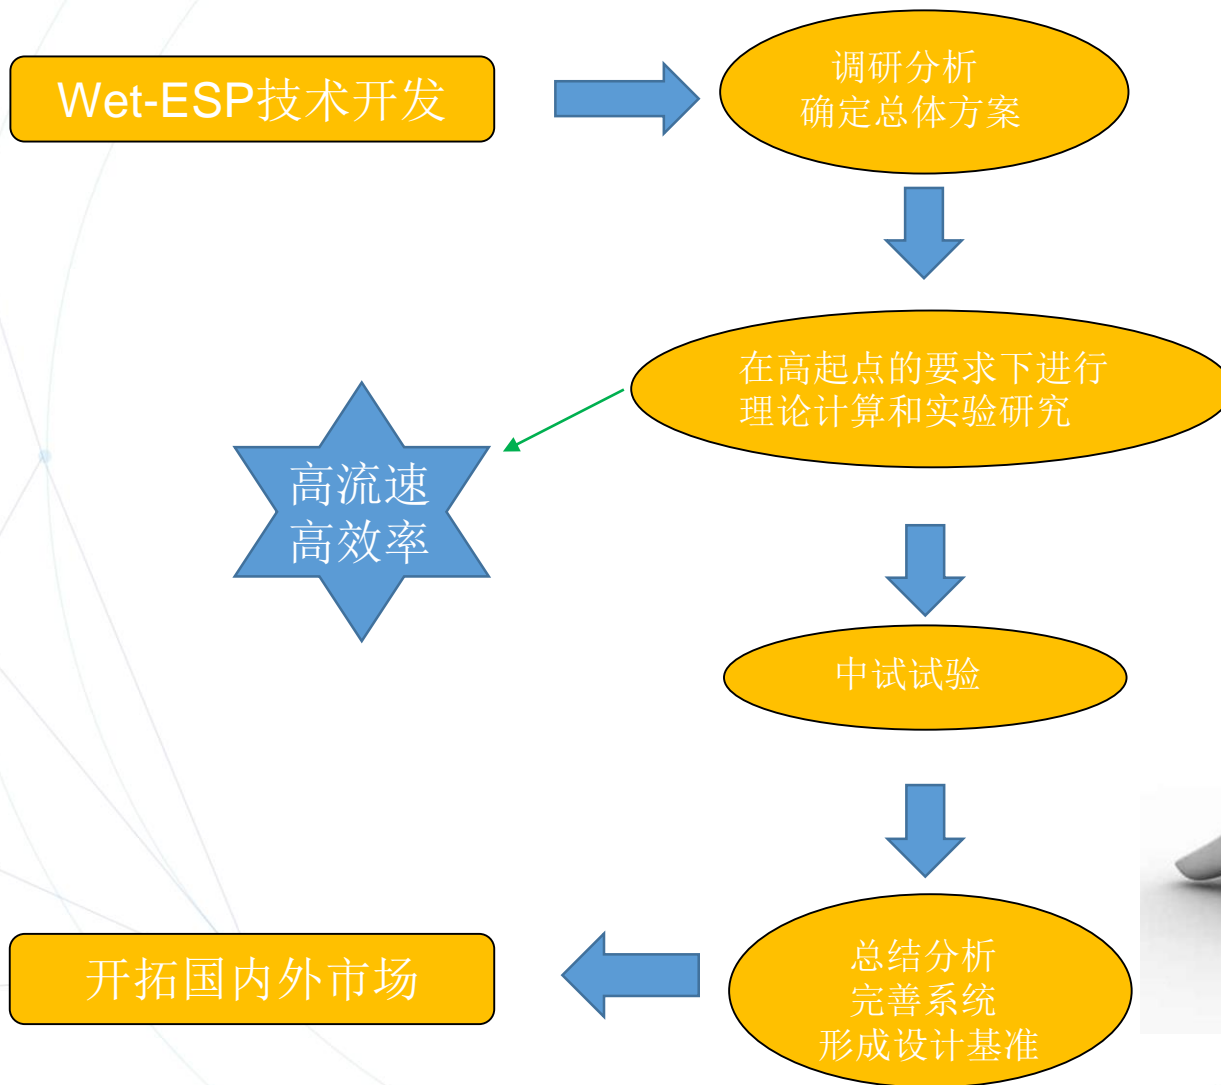 Wet-ESP技术开发
调研分析
确定总体方案
在高起点的要求下进行
理论计算和实验研究
高流速
高效率
中试试验
总结分析
完善系统
形成设计基准
开拓国内外市场